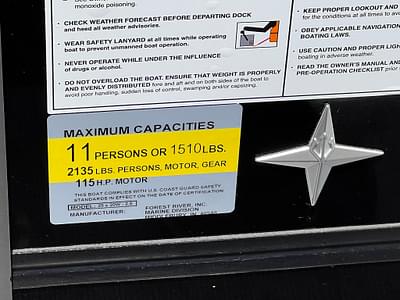 monoxide poisoning.
• CHECK WEATHER FORECAST BEFORE DEPARTING DOCK
and heed all weather advisories.
• WEAR SAFETY LANYARD at all times while operating
boat to prevent unmanned boat operation.
• NEVER OPERATE WHILE UNDER THE INFLUENCE
of drugs or alcohol.
• DO NOT OVERLOAD THE BOAT. ENSURE THAT WEIGHT IS PROPERLY
AND EVENLY DISTRIBUTED fore and aft and on both sides of the boat to
avoid poor handling, sudden loss of control, swamping and/or capsizing.
• KEEP PROPER LOOKOUT AND
for the conditions at all times to avo
• OBEY APPLICABLE NAVIGATION
BOATING LAWS.
• USE CAUTION AND PROPER LIGH
boating in adverse weather.
• READ THE OWNER'S MANUAL AND
PRE-OPERATION CHECKLIST prior
MAXIMUM CAPACITIES
11 PERSONS OR 1510LBS.
2135 LBS. PERSONS, MOTOR, GEAR
115 H.P. MOTOR
THIS BOAT COMPLIES WITH U.S. COAST GUARD SAFETY
STANDARDS IN EFFECT ON THE DATE OF CERTIFICATION
MODEL:
MANUFACTURER:
FOREST RIVER, INC.
MARINE DIVISION
MIDDLEBURY, IN